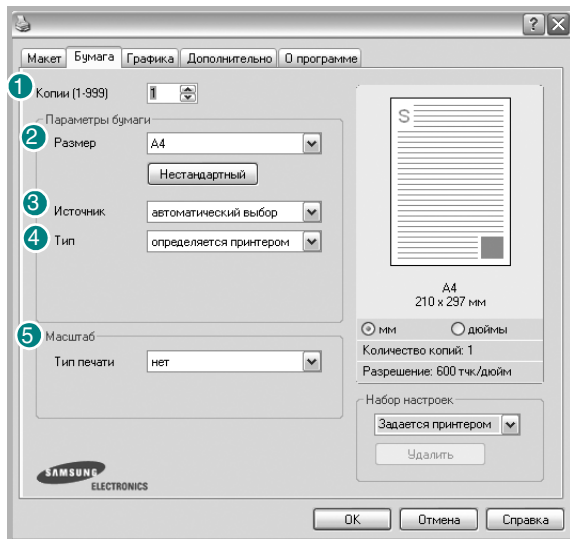 Макет Бумага Графика Дополнительно О программе
1 Копии (1-999) 1
Параметры бумаги
2 Размер A4
Нестандартный
3 Источник автоматический выбор
4 Тип определяется принтером
5 Масштаб
Тип печати нет
S
A4
210 x 297 мм
мм дюймы
Количество копий: 1
Разрешение: 600 тчк/дюйм
Набор настроек
Задается принтером
Удалить
SAMSUNG
ELECTRONICS
OK Отмена Справка